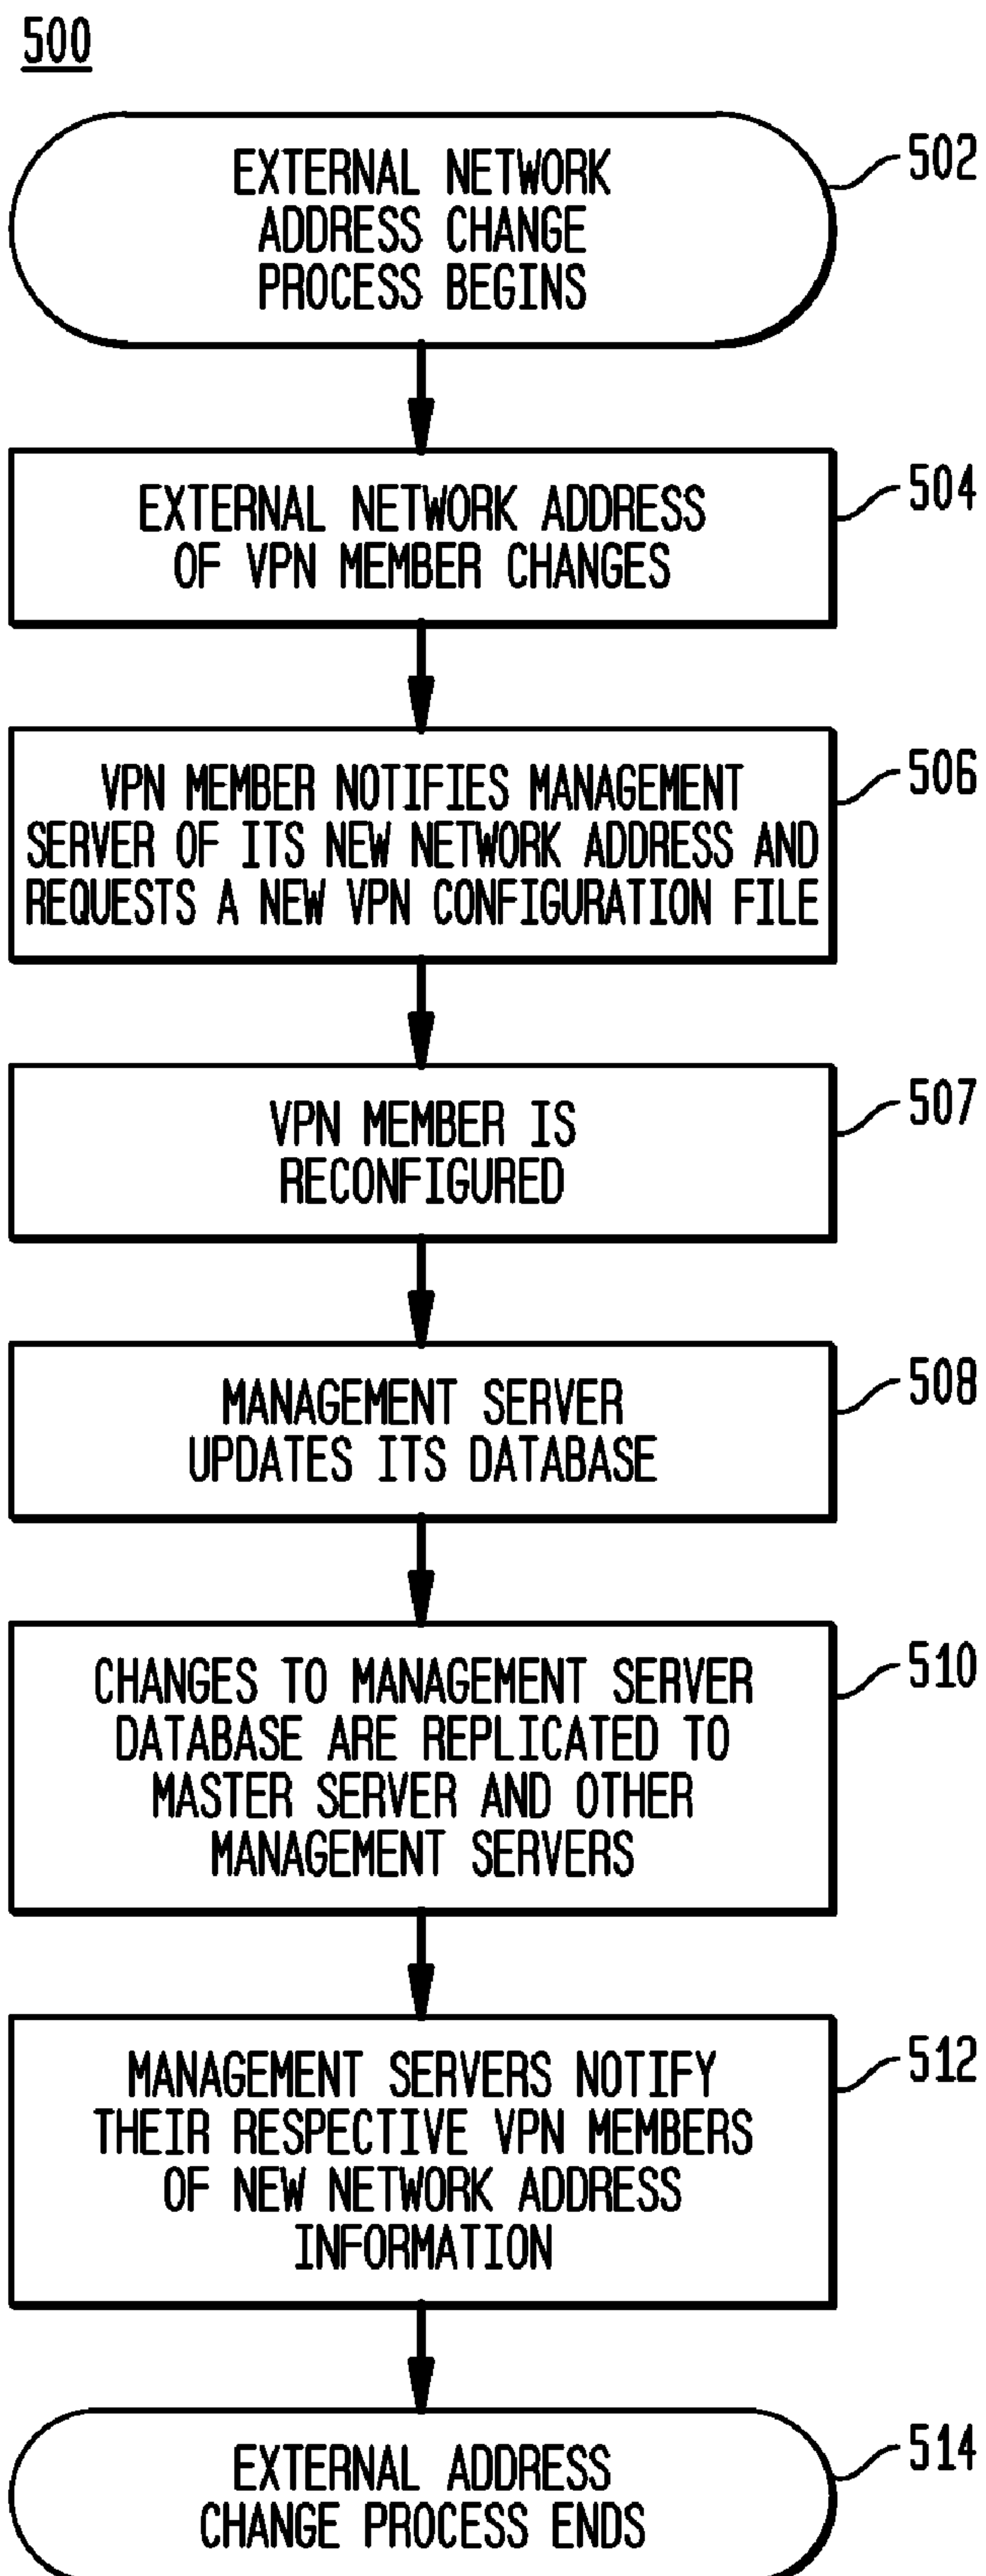 500
EXTERNAL NETWORK
ADDRESS CHANGE
PROCESS BEGINS
502
EXTERNAL NETWORK ADDRESS
OF VPN MEMBER CHANGES
504
VPN MEMBER NOTIFIES MANAGEMENT
SERVER OF ITS NEW NETWORK ADDRESS AND
REQUESTS A NEW VPN CONFIGURATION FILE
506
VPN MEMBER IS
RECONFIGURED
507
MANAGEMENT SERVER
UPDATES ITS DATABASE
508
CHANGES TO MANAGEMENT SERVER
DATABASE ARE REPLICATED TO
MASTER SERVER AND OTHER
MANAGEMENT SERVERS
510
MANAGEMENT SERVERS NOTIFY
THEIR RESPECTIVE VPN MEMBERS
OF NEW NETWORK ADDRESS
INFORMATION
512
EXTERNAL ADDRESS
CHANGE PROCESS ENDS
514